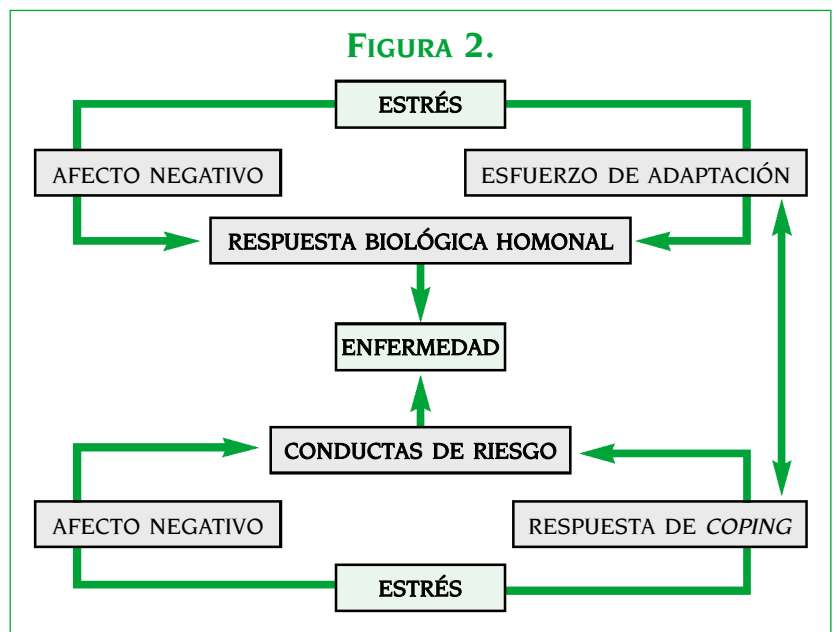 FIGURA 2.
ESTRÉS
AFECTO NEGATIVO
ESFUERZO DE ADAPTACIÓN
RESPUESTA BIOLÓGICA HOMONAL
ENFERMEDAD
CONDUCTAS DE RIESGO
AFECTO NEGATIVO
RESPUESTA DE COPING
ESTRÉS